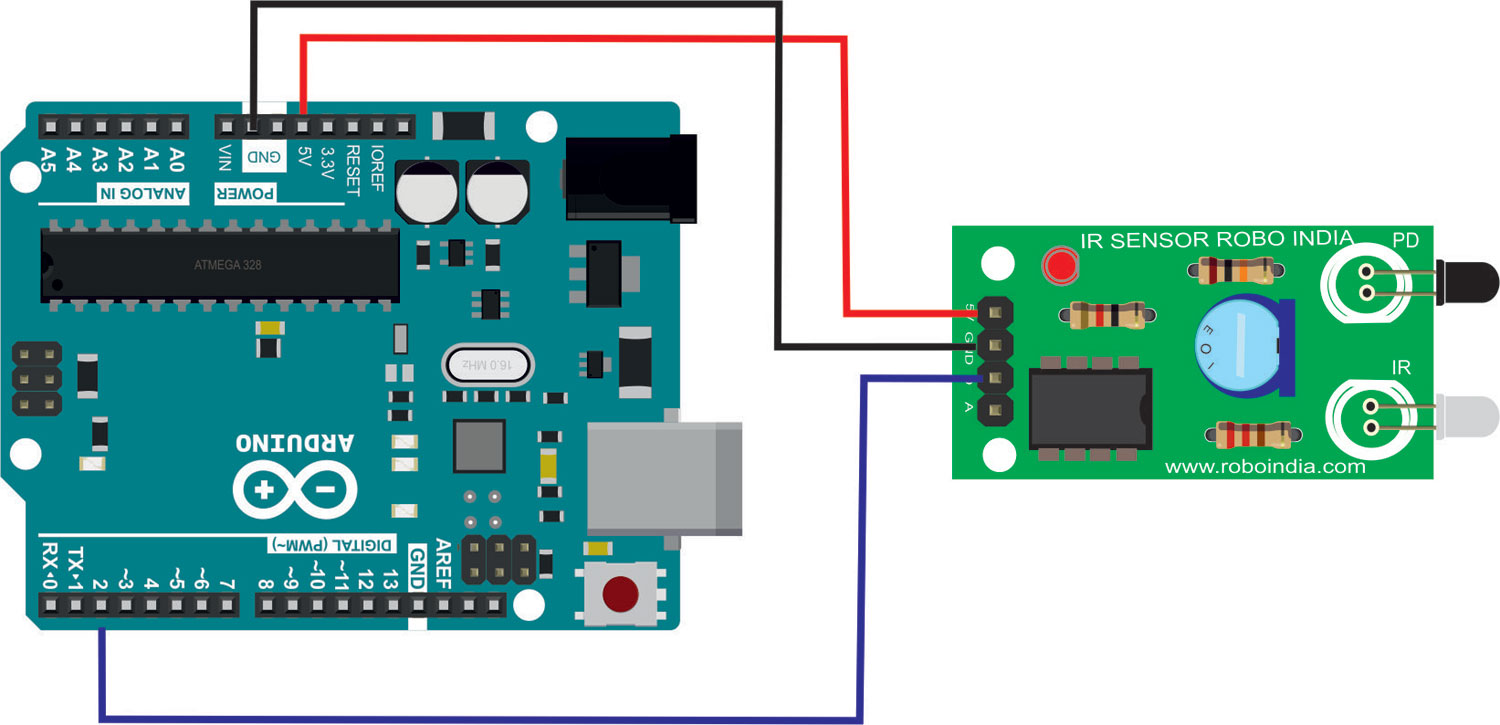 A5 A4 A3 A2 A1 A0
VIN GND 5V 3.3V RESET IOREF
ANALOG IN
POWER
ATMEGA 328
16.0 MHz
ARDUINO
DIGITAL (PWM~)
RX◂0 TX▸1 2 ~3 4 ~5 ~6 7 8 ~9 ~10 ~11 12 13 GND AREF
IR SENSOR ROBO INDIA
PD
5V
GND
A
IR
www.roboindia.com